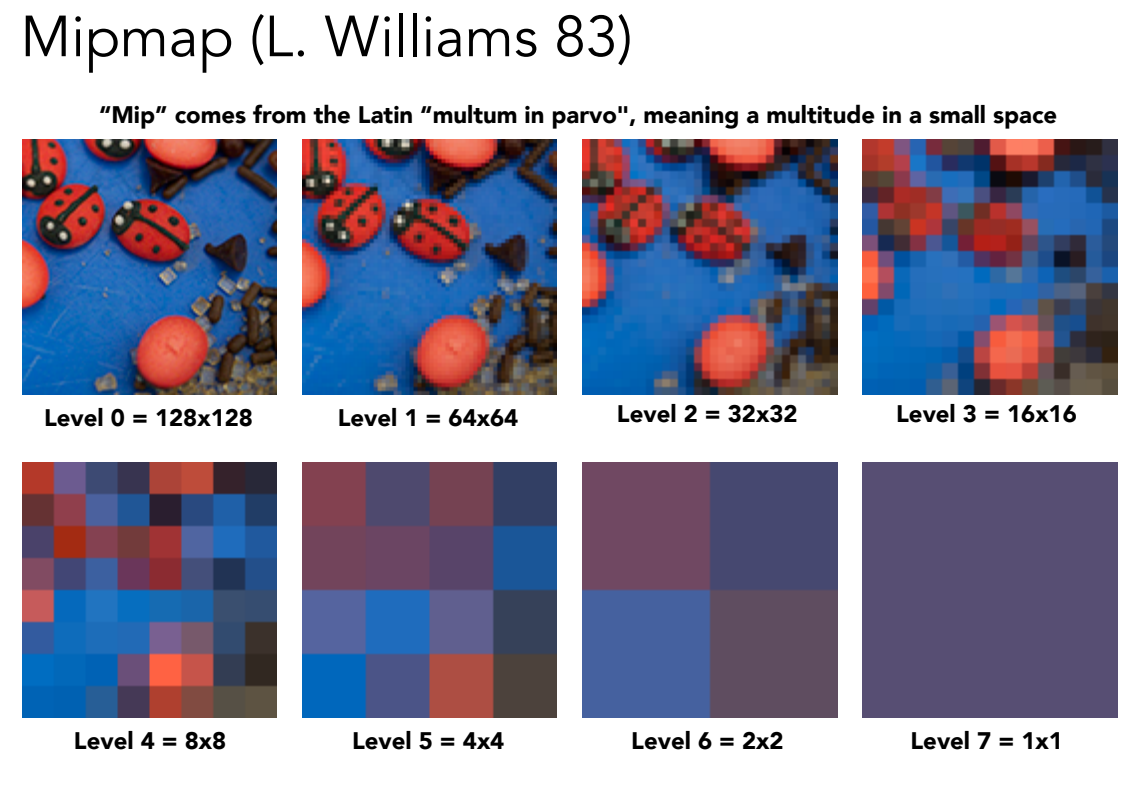 Mipmap (L. Williams 83)
“Mip” comes from the Latin “multum in parvo", meaning a multitude in a small space
Level 0 = 128x128
Level 1 = 64x64
Level 2 = 32x32
Level 3 = 16x16
Level 4 = 8x8
Level 5 = 4x4
Level 6 = 2x2
Level 7 = 1x1